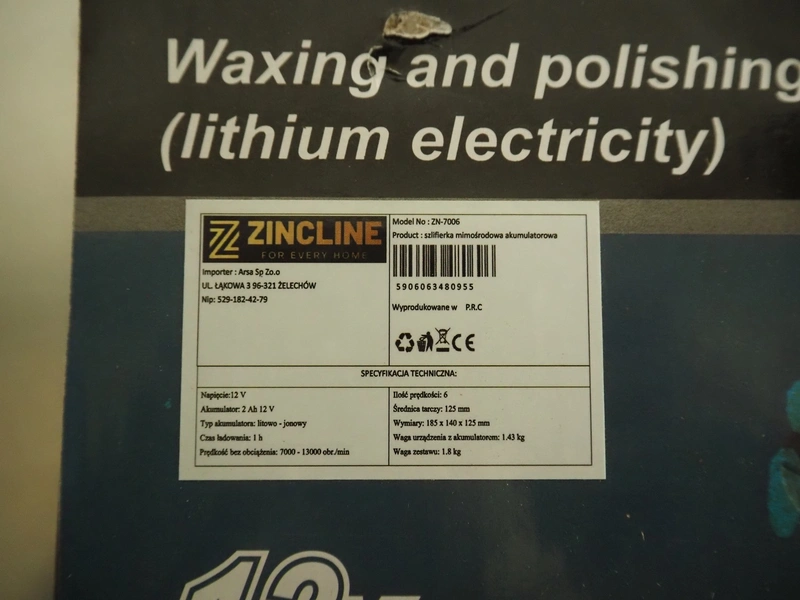 Waxing and polishing
(lithium electricity)
ZINCLINE
FOR EVERY HOME
Importer : Arsa Sp Zo.o
UL. ŁĄKOWA 3 96-321 ŻELECHÓW
Nip: 529-182-42-79
Model No : ZN-7006
Product : szlifierka mimośrodowa akumulatorowa
5906063480955
Wyprodukowane w P.R.C
CE
SPECYFIKACJA TECHNICZNA:
Napięcie:12 V
Akumulator: 2 Ah 12 V
Typ akumulatora: litowo - jonowy
Czas ładowania: 1 h
Prędkość bez obciążenia: 7000 - 13000 obr./min
Ilość prędkości: 6
Średnica tarczy: 125 mm
Wymiary: 185 x 140 x 125 mm
Waga urządzenia z akumulatorem: 1.43 kg
Waga zestawu: 1.8 kg
12V